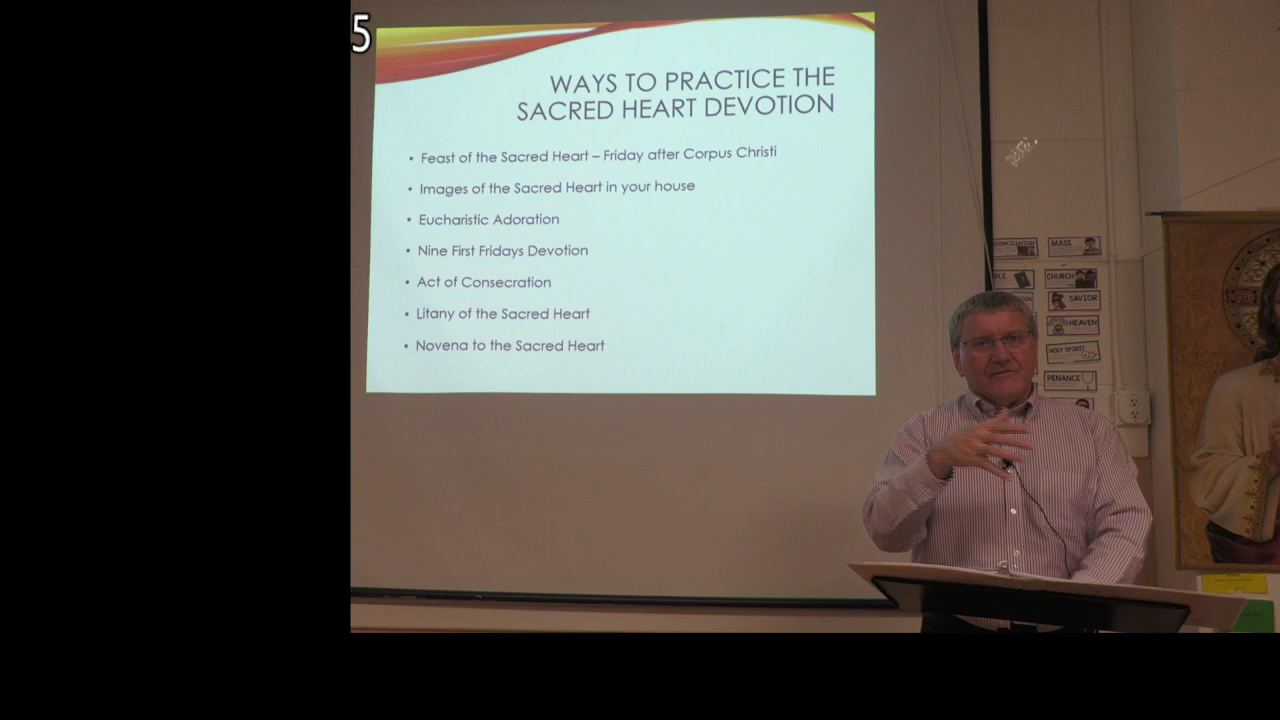 5
WAYS TO PRACTICE THE
SACRED HEART DEVOTION
• Feast of the Sacred Heart – Friday after Corpus Christi
• Images of the Sacred Heart in your house
• Eucharistic Adoration
• Nine First Fridays Devotion
• Act of Consecration
• Litany of the Sacred Heart
• Novena to the Sacred Heart
MASS
CHURCH
SAVIOR
HEAVEN
HOLY SPIRIT
PENANCE